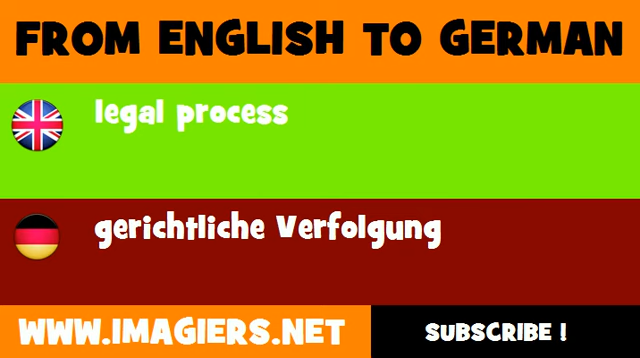 FROM ENGLISH TO GERMAN
legal process
gerichtliche Verfolgung
WWW.IMAGIERS.NET
SUBSCRIBE !